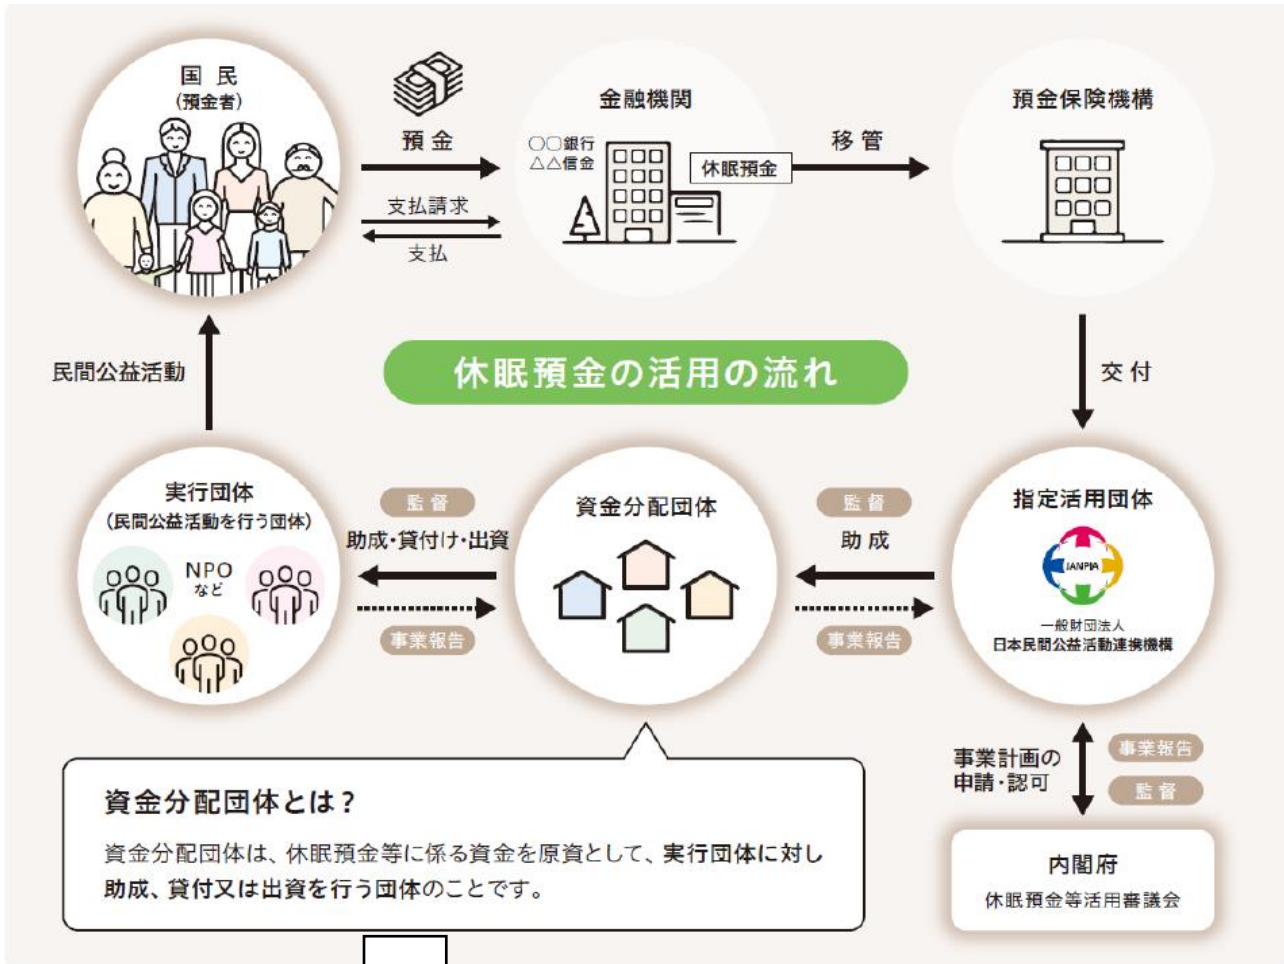 国民
(預金者)
預金
支払請求
支払
金融機関
〇〇銀行
△△信金
休眠預金
移管
預金保険機構
民間公益活動
休眠預金の活用の流れ
交付
実行団体
(民間公益活動を行う団体)
NPO
など
監督
助成・貸付け・出資
事業報告
資金分配団体
監督
助成
事業報告
指定活用団体
JANPIA
一般財団法人
日本民間公益活動連携機構
事業計画の
申請・認可
事業報告
監督
内閣府
休眠預金等活用審議会
資金分配団体とは？
資金分配団体は、休眠預金等に係る資金を原資として、実行団体に対し
助成、貸付又は出資を行う団体のことです。